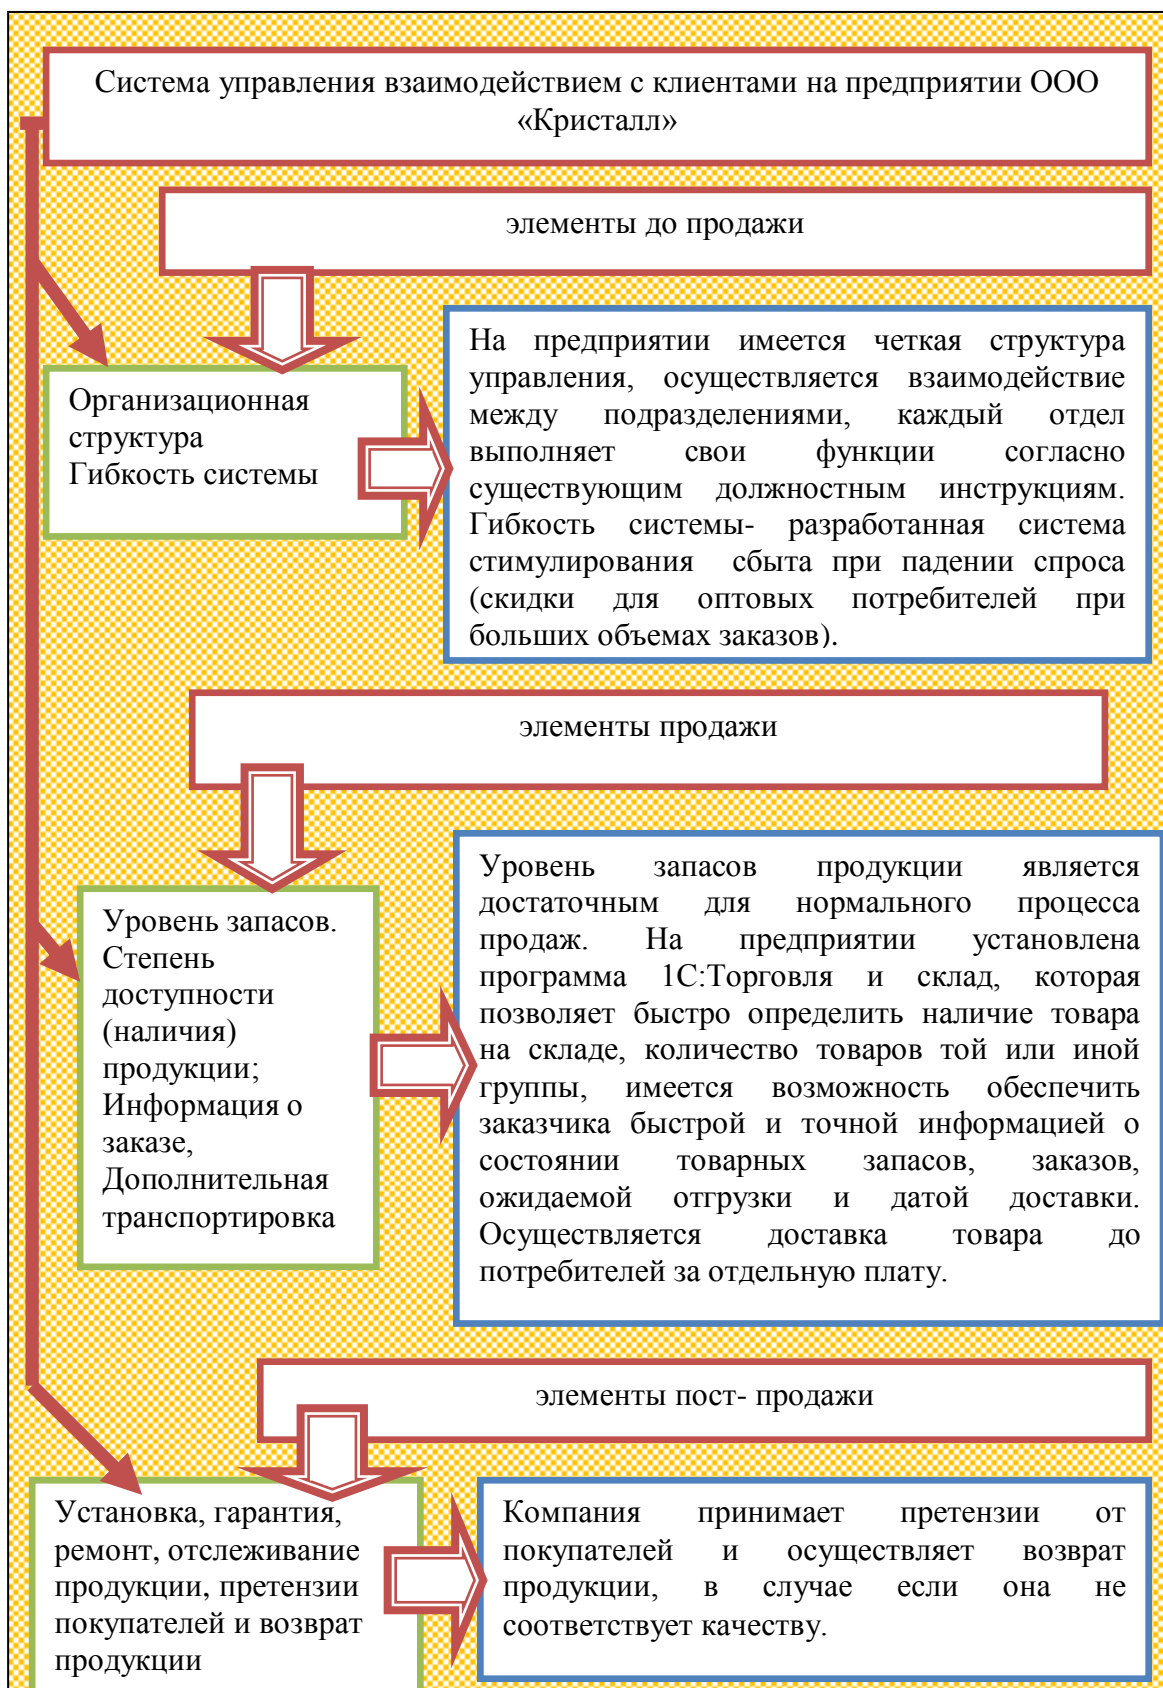 Система управления взаимодействием с клиентами на предприятии ООО
«Кристалл»
элементы до продажи
Организационная
структура
Гибкость системы
На предприятии имеется четкая структура
управления, осуществляется взаимодействие
между подразделениями, каждый отдел
выполняет свои функции согласно
существующим должностным инструкциям.
Гибкость системы- разработанная система
стимулирования сбыта при падении спроса
(скидки для оптовых потребителей при
больших объемах заказов).
элементы продажи
Уровень запасов.
Степень
доступности
(наличия)
продукции;
Информация о
заказе,
Дополнительная
транспортировка
Уровень запасов продукции является
достаточным для нормального процесса
продаж. На предприятии установлена
программа 1С:Торговля и склад, которая
позволяет быстро определить наличие товара
на складе, количество товаров той или иной
группы, имеется возможность обеспечить
заказчика быстрой и точной информацией о
состоянии товарных запасов, заказов,
ожидаемой отгрузки и датой доставки.
Осуществляется доставка товара до
потребителей за отдельную плату.
элементы пост- продажи
Установка, гарантия,
ремонт, отслеживание
продукции, претензии
покупателей и возврат
продукции
Компания принимает претензии от
покупателей и осуществляет возврат
продукции, в случае если она не
соответствует качеству.